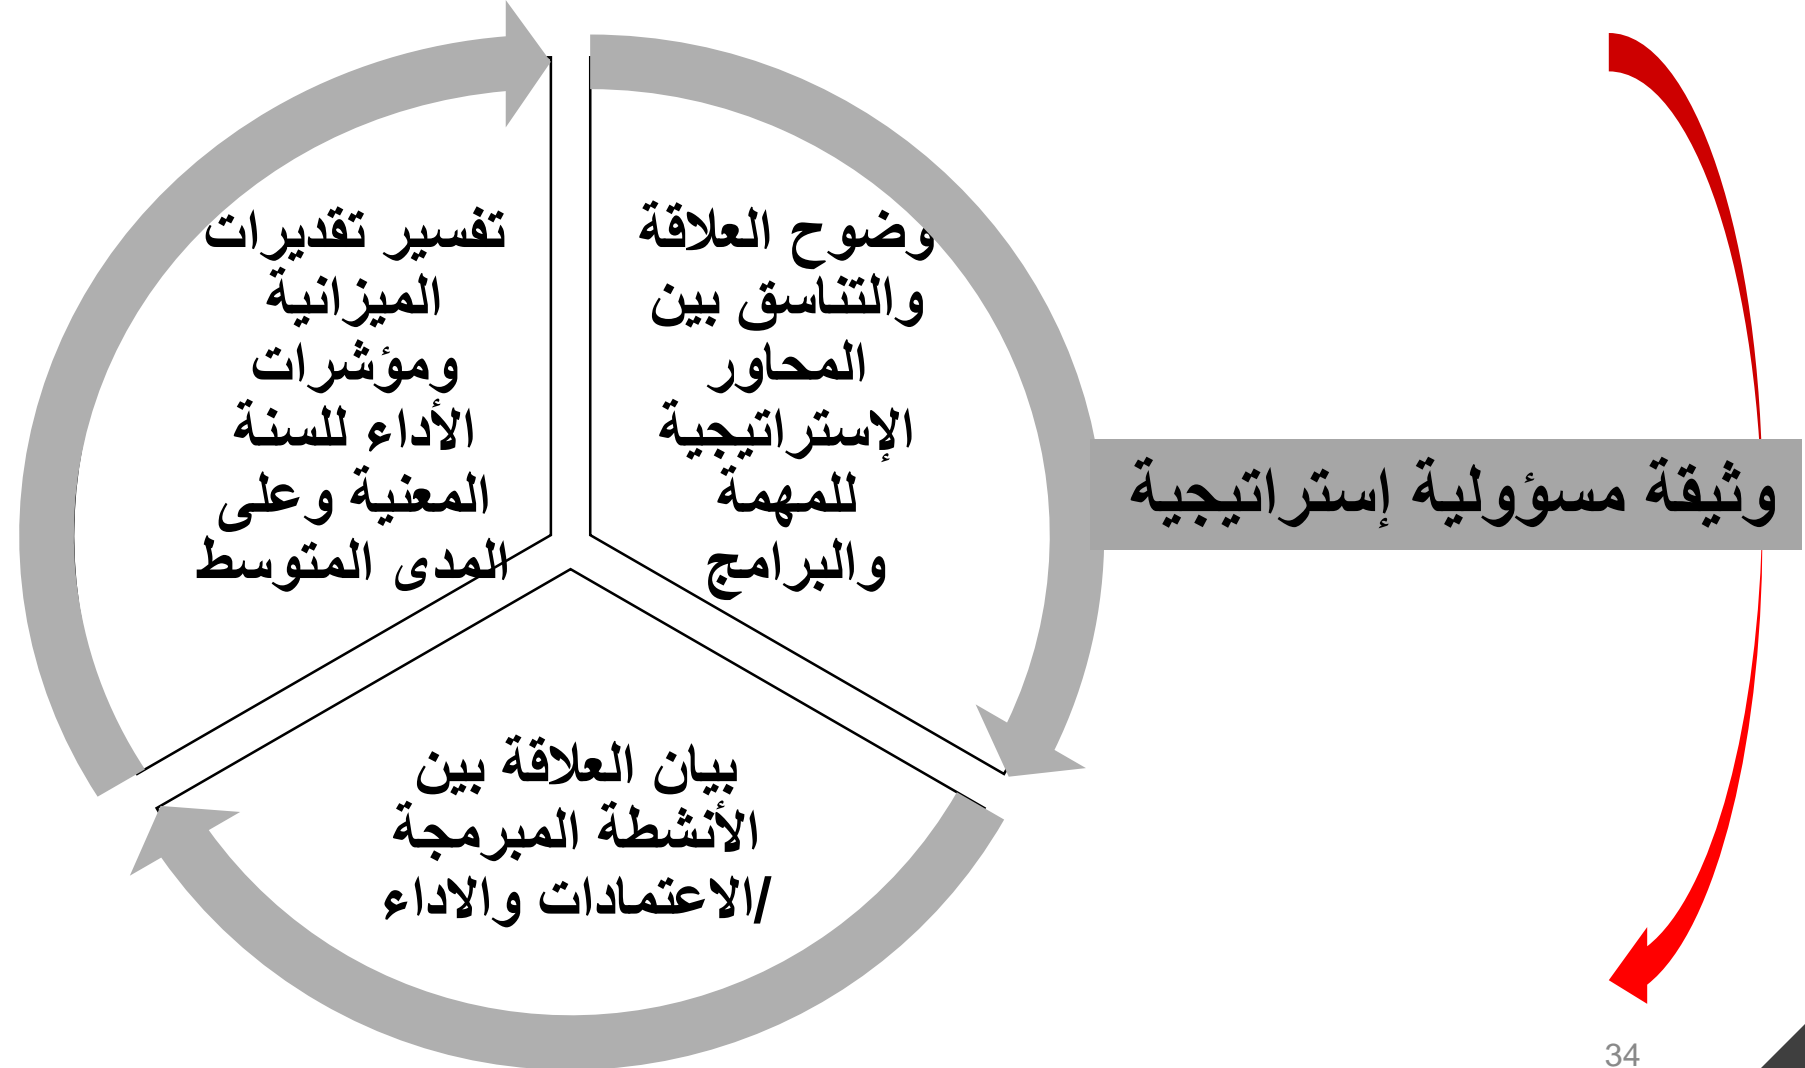 وثيقة مسؤولية إستراتيجية
وضوح العلاقة
والتناسق بين
المحاور
الإستراتيجية
للمهمة
والبرامج
بيان العلاقة بين
الأنشطة المبرمجة
/الاعتمادات والاداء
تفسير تقديرات
الميزانية
ومؤشرات
الأداء للسنة
المعنية وعلى
المدى المتوسط
34